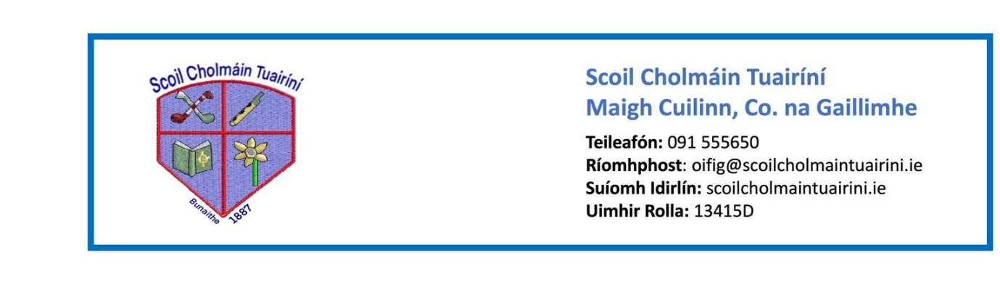 Scoil Cholmáin Tuairíní
Bunaithe 1887
Scoil Cholmáin Tuairíní
Maigh Cuilinn, Co. na Gaillimhe
Teileafón: 091 555650
Ríomhphost: oifig@scoilcholmaintuairini.ie
Suíomh Idirlín: scoilcholmaintuairini.ie
Uimhir Rolla: 13415D